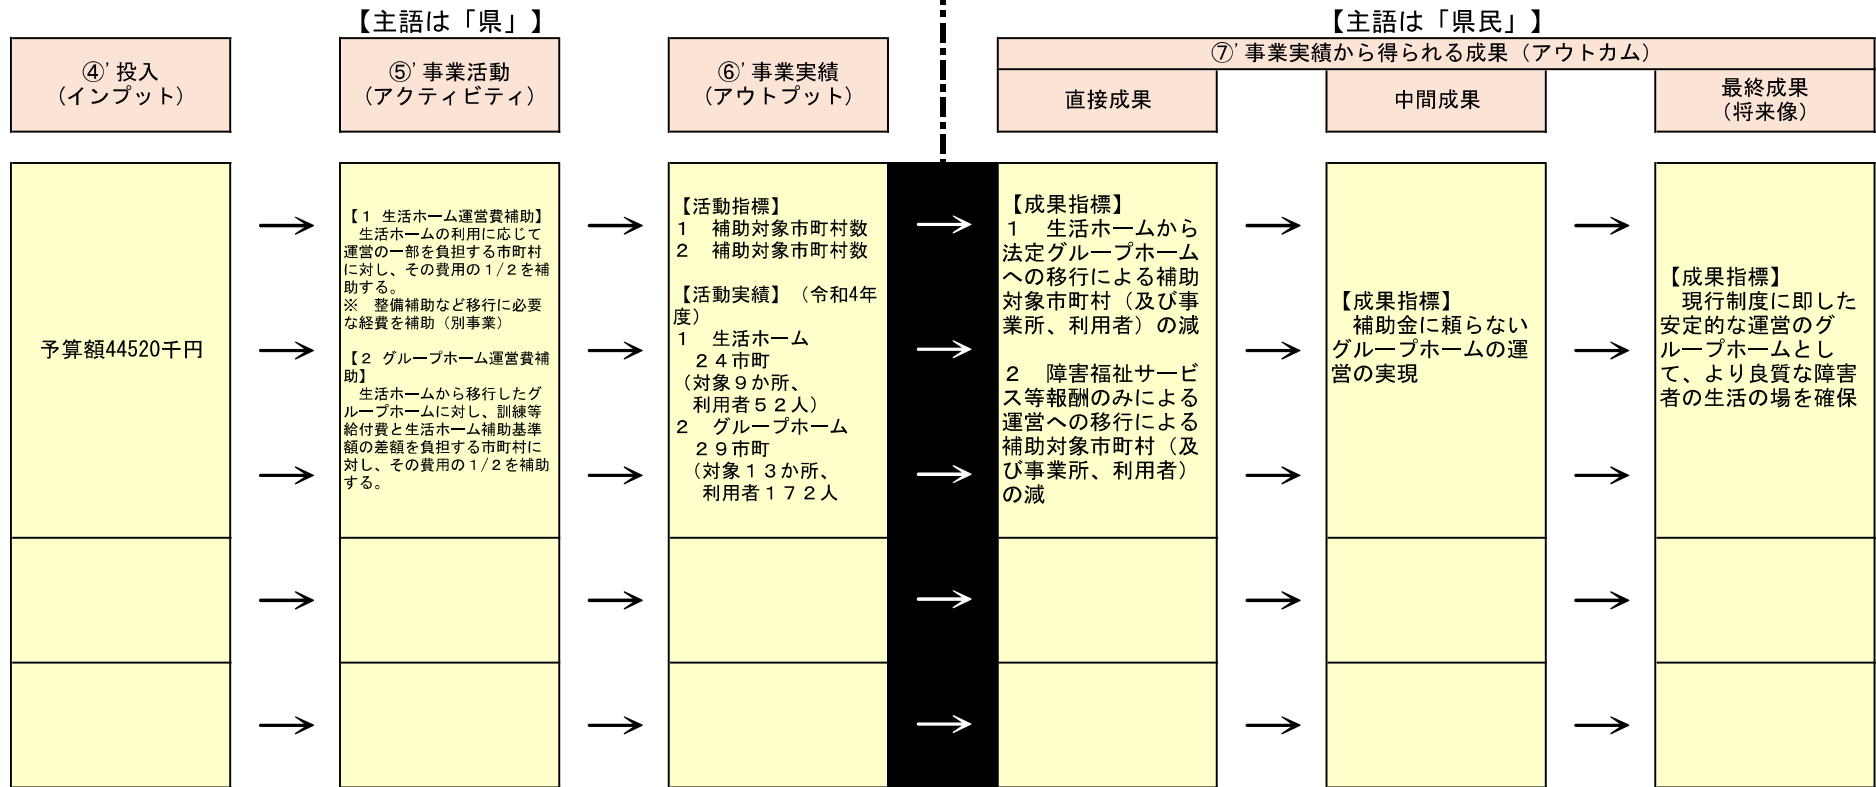 【主語は「県」】
【主語は「県民」】
④' 投入
（インプット）
⑤' 事業活動
（アクティビティ）
⑥' 事業実績
（アウトプット）
⑦' 事業実績から得られる成果（アウトカム）
直接成果
中間成果
最終成果
（将来像）
予算額44520千円
【１ 生活ホーム運営費補助】
　生活ホームの利用に応じて
運営の一部を負担する市町村
に対し、その費用の１/２を補
助する。
※　整備補助など移行に必要
な経費を補助（別事業）
【２ グループホーム運営費補
助】
　生活ホームから移行したグ
ループホームに対し、訓練等
給付費と生活ホーム補助基準
額の差額を負担する市町村に
対し、その費用の１/２を補助
する。
【活動指標】
１　補助対象市町村数
２　補助対象市町村数
【活動実績】（令和4年
度）
１　生活ホーム
　２４市町
（対象９か所、
　利用者５２人）
２　グループホーム
　２９市町
　（対象１３か所、
　利用者１７２人
【成果指標】
１　生活ホームから
法定グループホーム
への移行による補助
対象市町村（及び事
業所、利用者）の減
２　障害福祉サービ
ス等報酬のみによる
運営への移行による
補助対象市町村（及
び事業所、利用者）
の減
【成果指標】
　補助金に頼らない
グループホームの運
営の実現
【成果指標】
　現行制度に即した
安定的な運営のグ
ループホームとし
て、より良質な障害
者の生活の場を確保